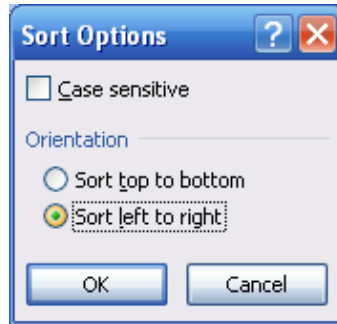 Sort Options
Case sensitive
Orientation
Sort top to bottom
Sort left to right
OK Cancel